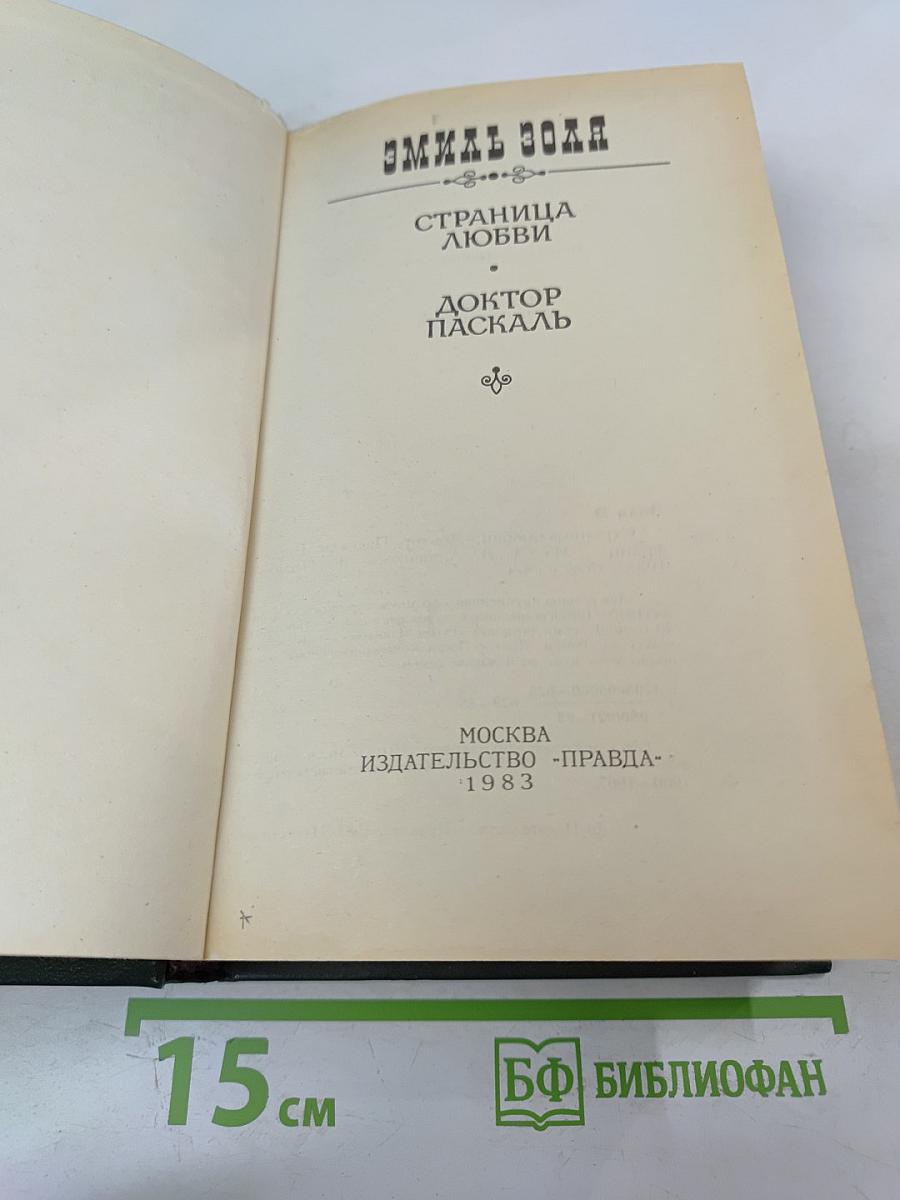 ЭМИЛЬ ЗОЛЯ
СТРАНИЦА
ЛЮБВИ
•
ДОКТОР
ПАСКАЛЬ
МОСКВА
ИЗДАТЕЛЬСТВО «ПРАВДА»
1983
15 см
БФ БИБЛИОФАН